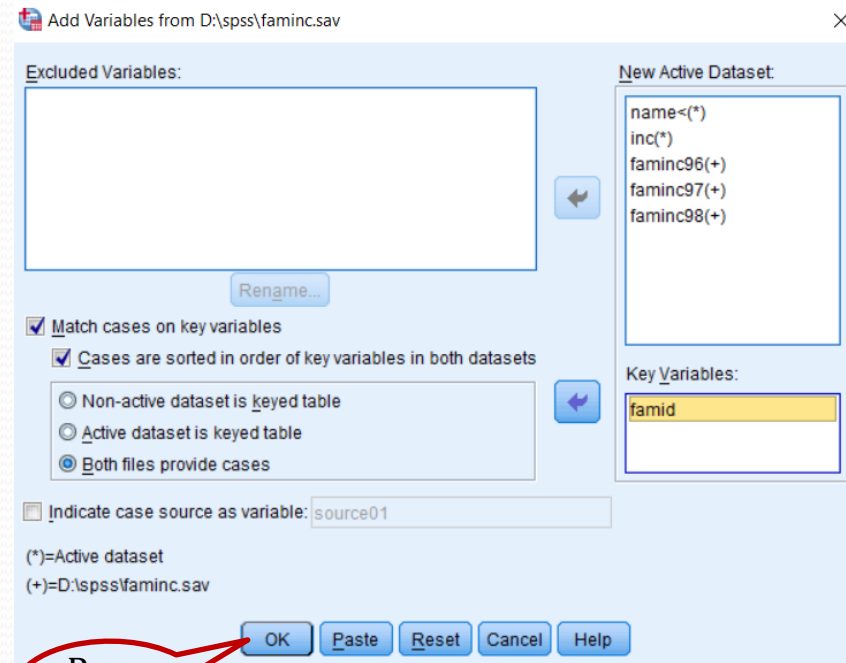 Add Variables from D:\spss\faminc.sav
Excluded Variables:
New Active Dataset:
name<(*)
inc(*)
faminc96(+)
faminc97(+)
faminc98(+)
Rename...
Match cases on key variables
Cases are sorted in order of key variables in both datasets
Key Variables:
famid
Non-active dataset is keyed table
Active dataset is keyed table
Both files provide cases
Indicate case source as variable: source01
(*)=Active dataset
(+)=D:\spss\faminc.sav
OK Paste Reset Cancel Help